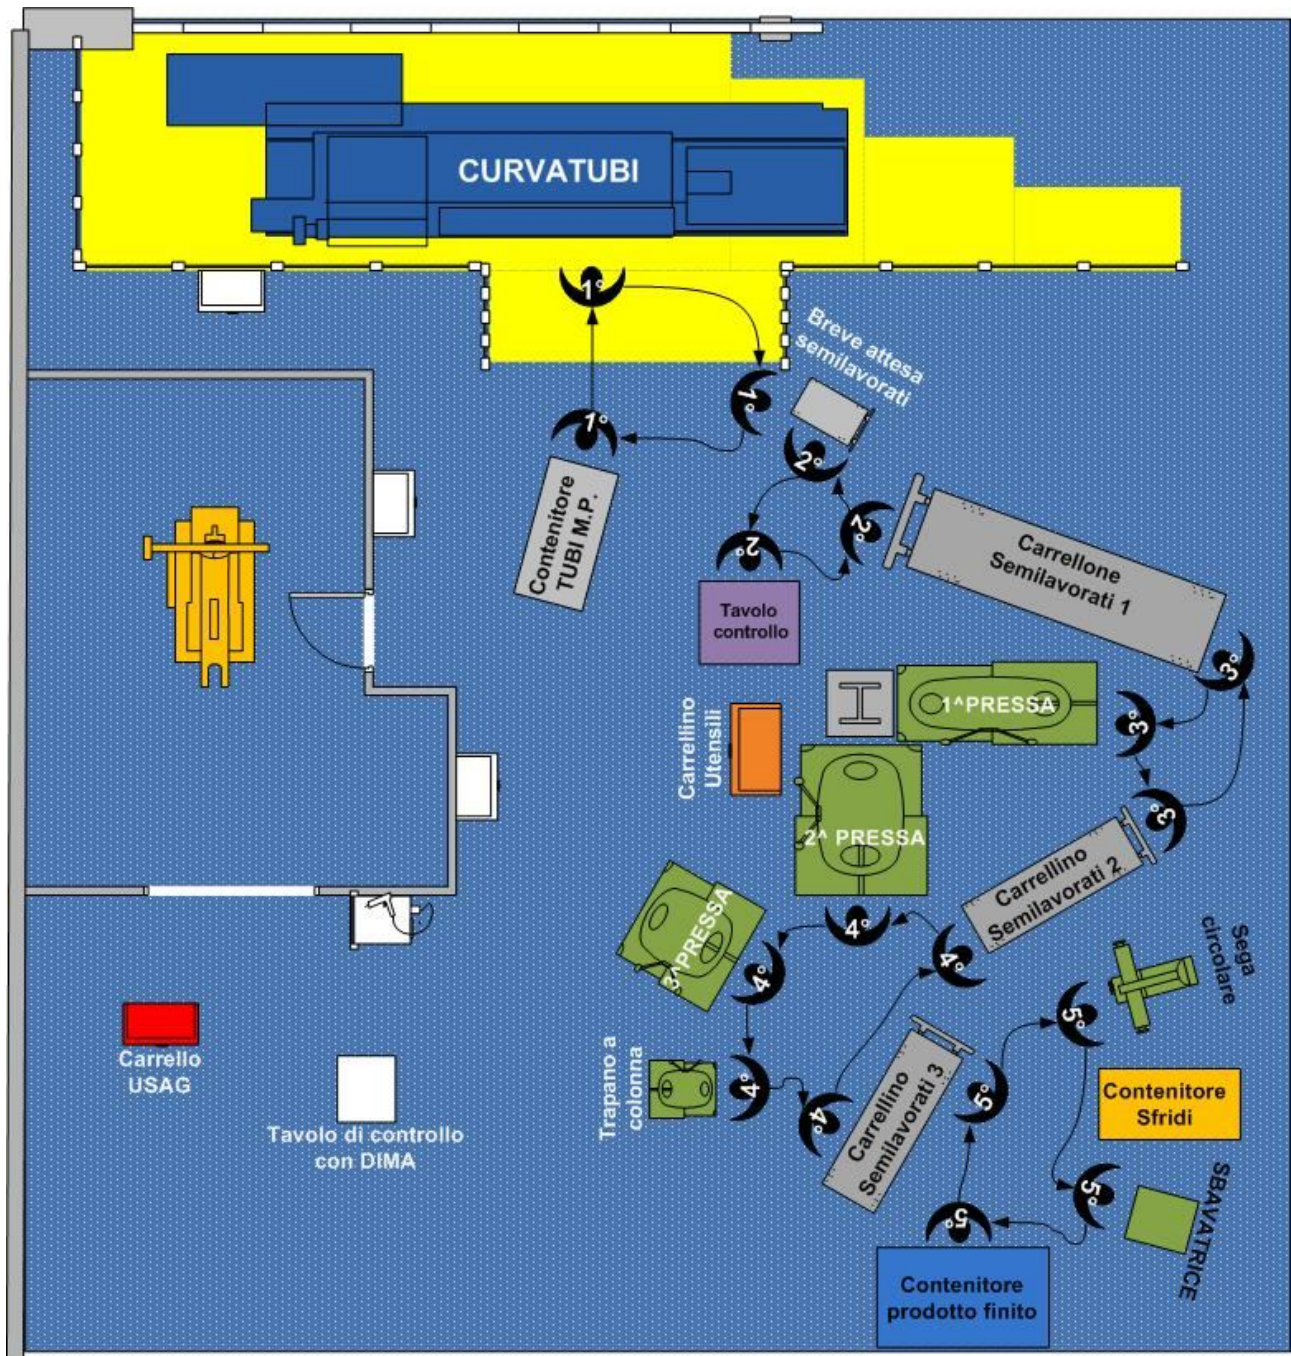 CURVATUBI
1°
Breve attesa
semilavorati
1°
1°
2°
Contenitore
TUBI M.P.
2°
2°
Carrellone
Semilavorati 1
Tavolo
controllo
3°
1^PRESSA
3°
Carrellino
Utensili
2^ PRESSA
3°
Carrellino
Semilavorati 2
3^PRESSA
4°
4°
4°
Sega
circolare
5°
Carrello
USAG
Trapano a
colonna
4°
4°
Carrellino
Semilavorati 3
5°
Contenitore
Sfridi
Tavolo di controllo
con DIMA
5°
SBAVATRICE
5°
Contenitore
prodotto finito